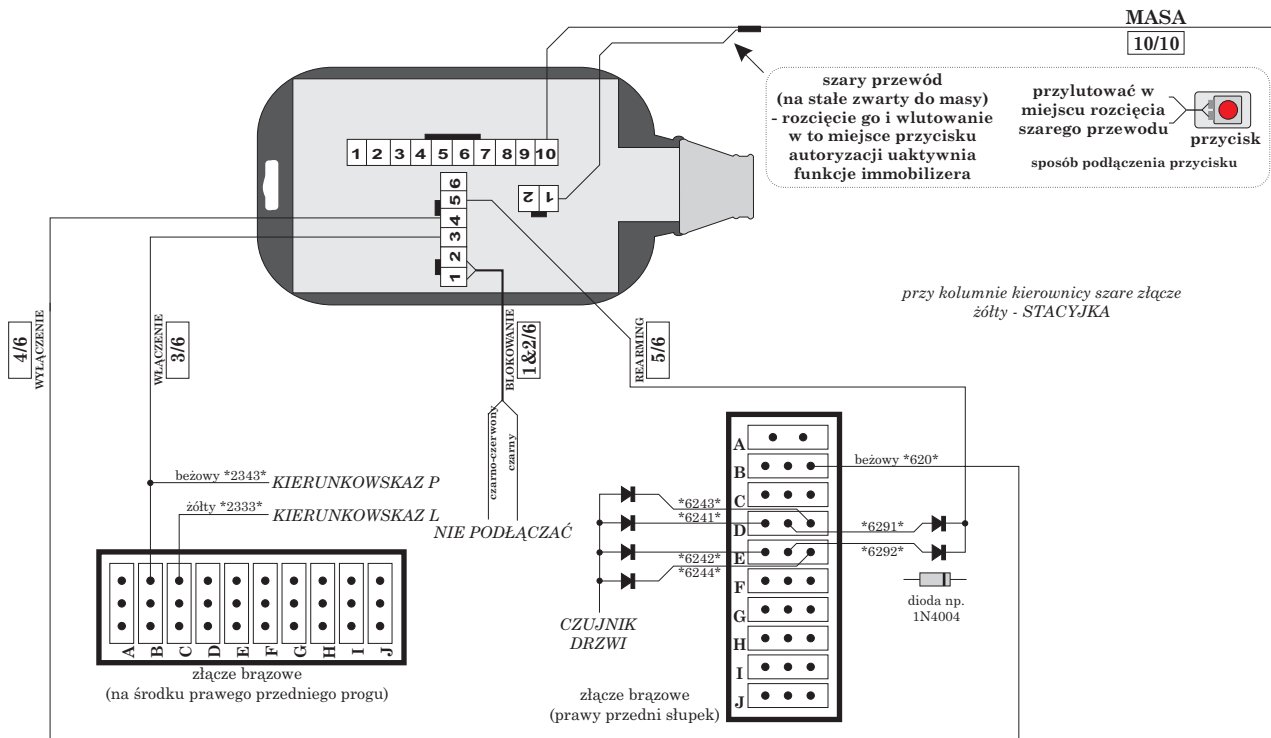 MASA
10/10
szary przewód
(na stałe zwarty do masy)
- rozcięcie go i wlutowanie
w to miejsce przycisku
autoryzacji uaktywnia
funkcje immobilizera
przylutować w
miejscu rozcięcia
szarego przewodu
przycisk
sposób podłączenia przycisku
1 2 3 4 5 6 7 8 9 10
6
5
4
3
2
1
2 1
przy kolumnie kierownicy szare złącze
żółty - STACYJKA
4/6
WYŁĄCZENIE
WŁĄCZENIE
3/6
BLOKOWANIE
1&2/6
REARMING
5/6
czarno-czerwony
czarny
NIE PODŁĄCZAĆ
beżowy *2343*
KIERUNKOWSKAZ P
żółty *2333*
KIERUNKOWSKAZ L
A B C D E F G H I J
złącze brązowe
(na środku prawego przedniego progu)
A
B
C
D
E
F
G
H
I
J
beżowy *620*
*6243*
*6241*
*6242*
*6244*
*6291*
*6292*
CZUJNIK
DRZWI
dioda np.
1N4004
złącze brązowe
(prawy przedni słupek)